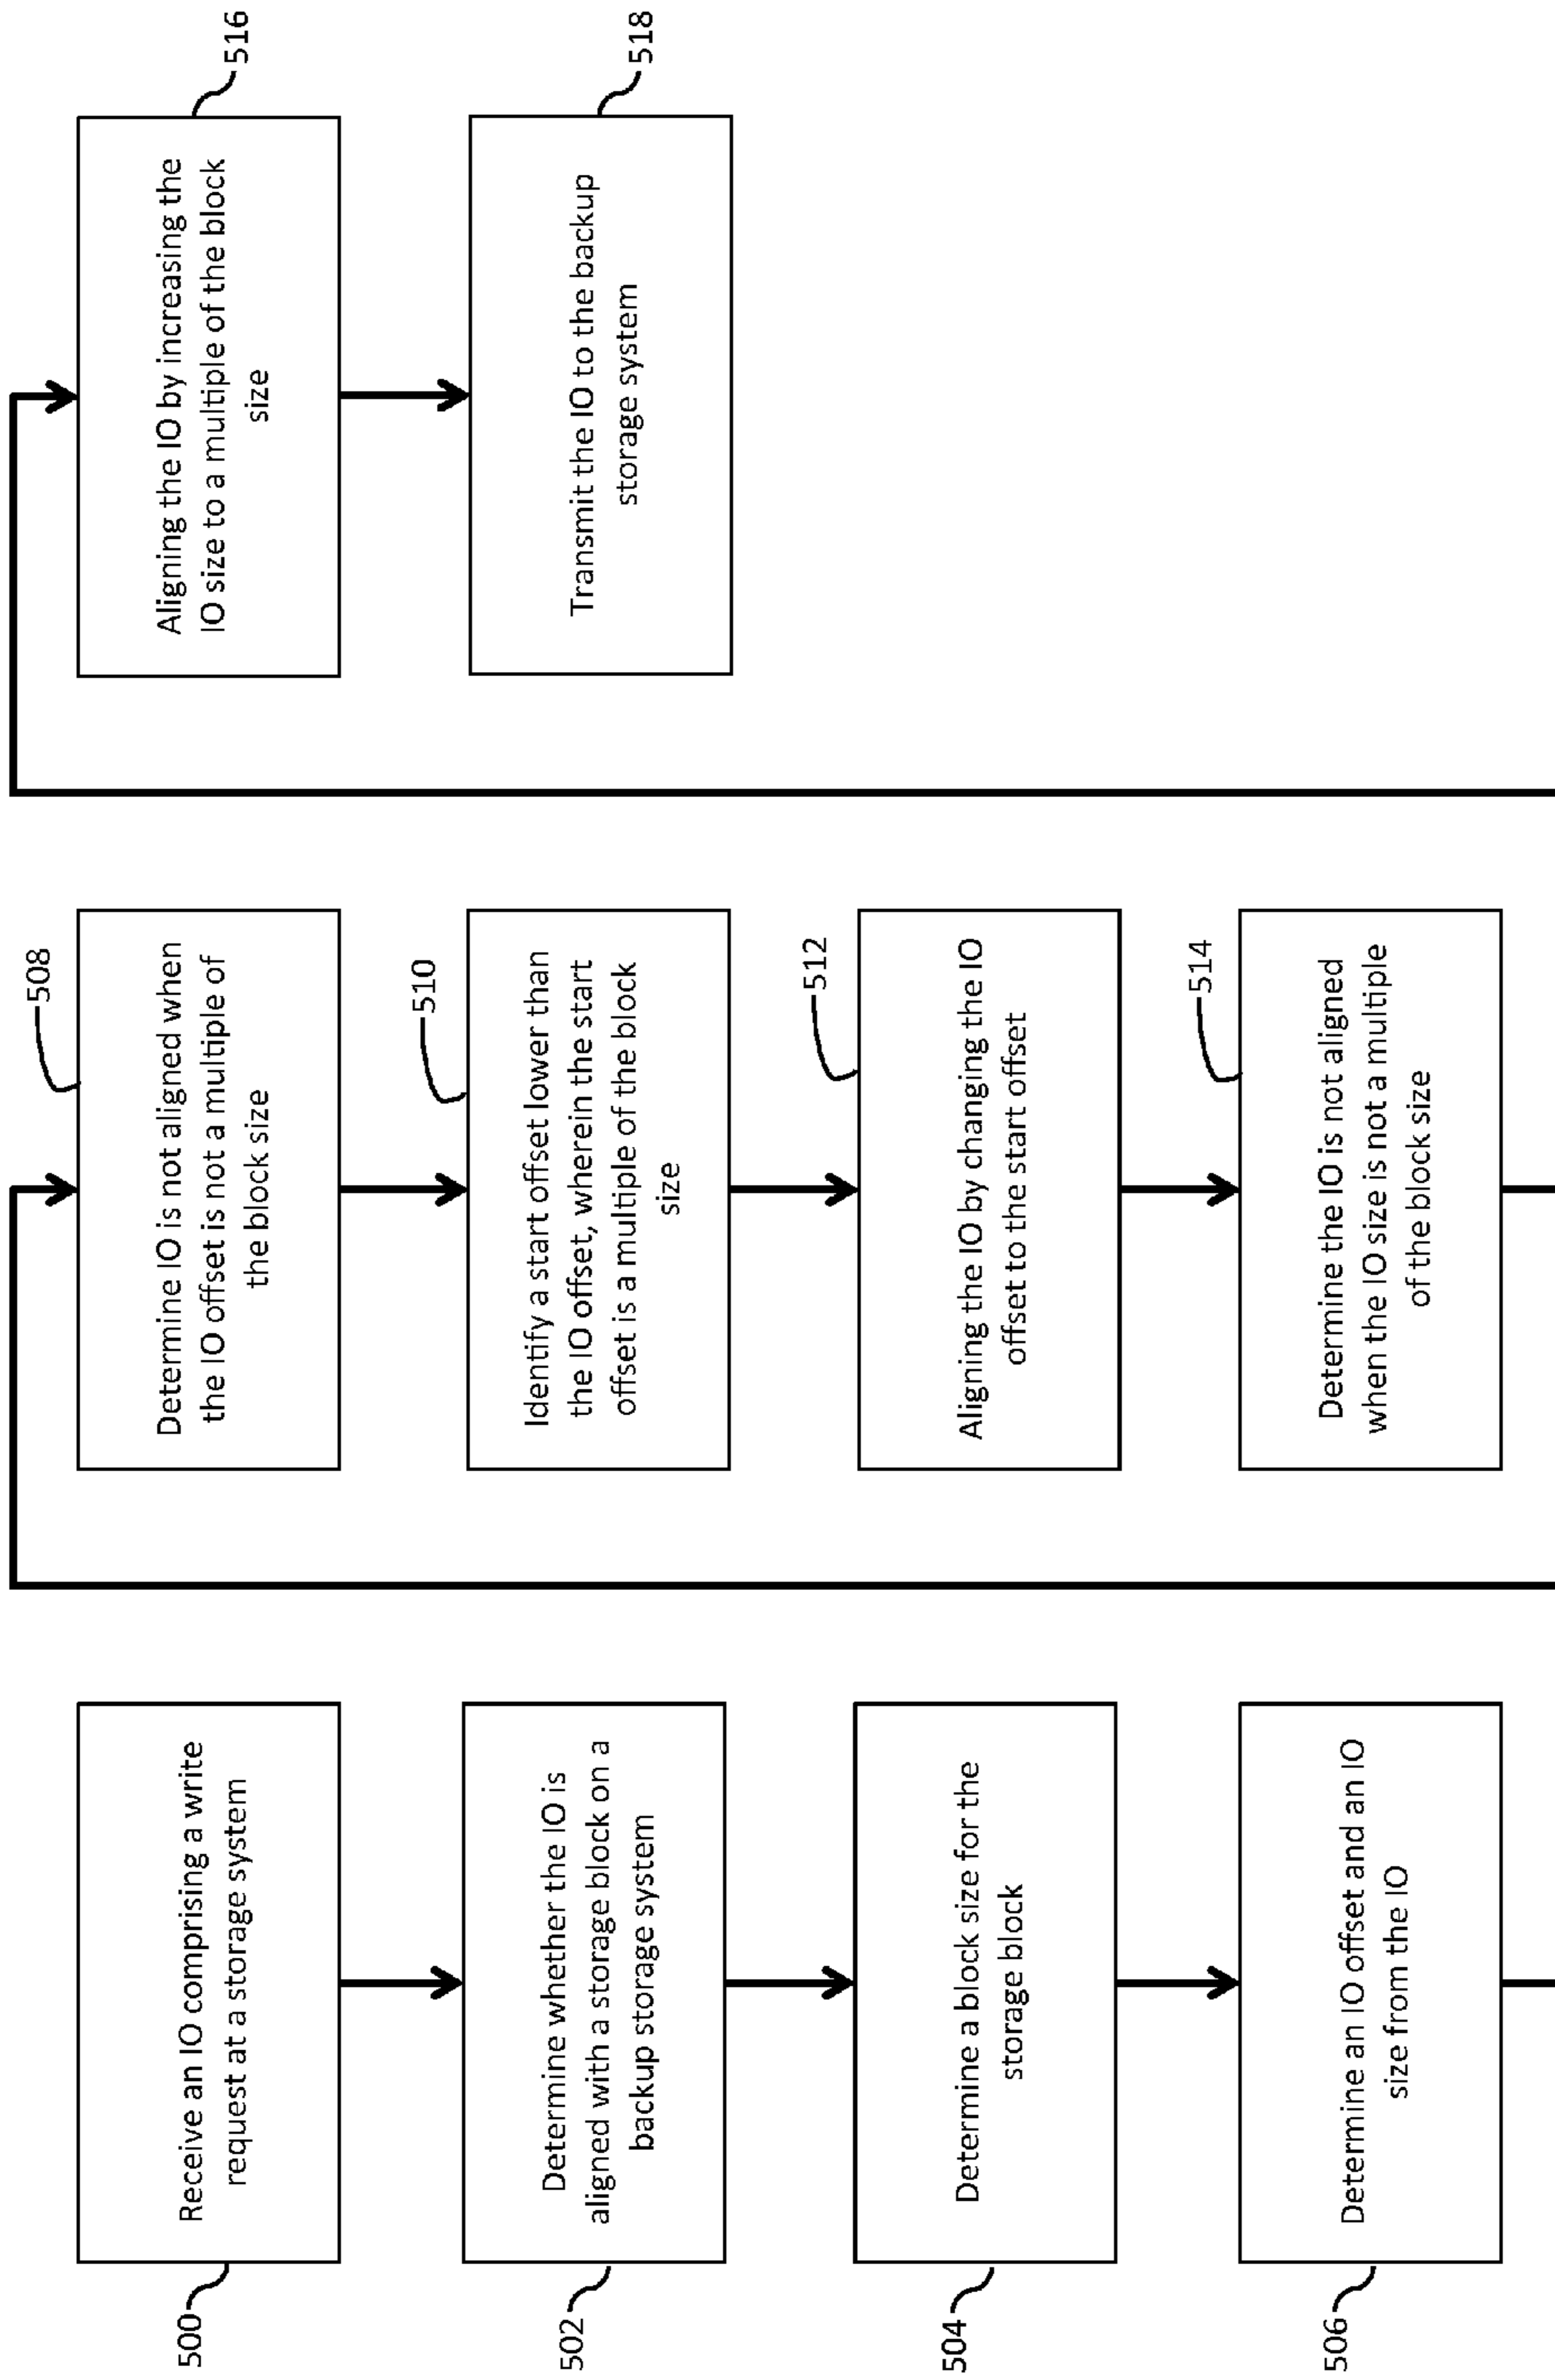 500
Receive an IO comprising a write
request at a storage system
502
Determine whether the IO is
aligned with a storage block on a
backup storage system
504
Determine a block size for the
storage block
506
Determine an IO offset and an IO
size from the IO
508
Determine IO is not aligned when
the IO offset is not a multiple of
the block size
510
Identify a start offset lower than
the IO offset, wherein the start
offset is a multiple of the block
size
512
Aligning the IO by changing the IO
offset to the start offset
514
Determine the IO is not aligned
when the IO size is not a multiple
of the block size
516
Aligning the IO by increasing the
IO size to a multiple of the block
size
518
Transmit the IO to the backup
storage system